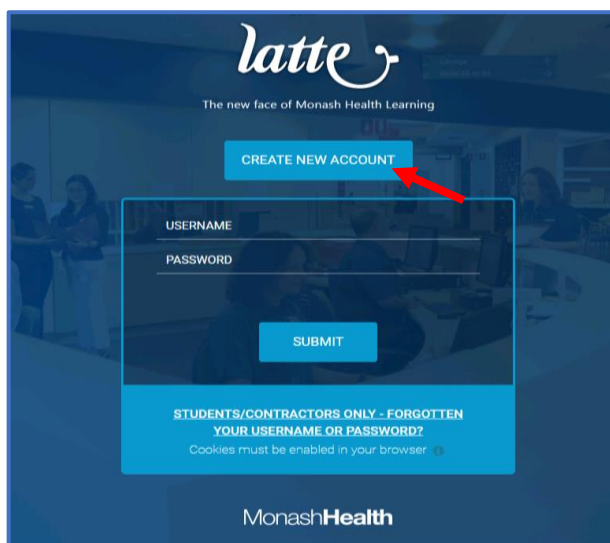 latte
The new face of Monash Health Learning
CREATE NEW ACCOUNT
USERNAME
PASSWORD
SUBMIT
STUDENTS/CONTRACTORS ONLY - FORGOTTEN
YOUR USERNAME OR PASSWORD?
Cookies must be enabled in your browser
MonashHealth